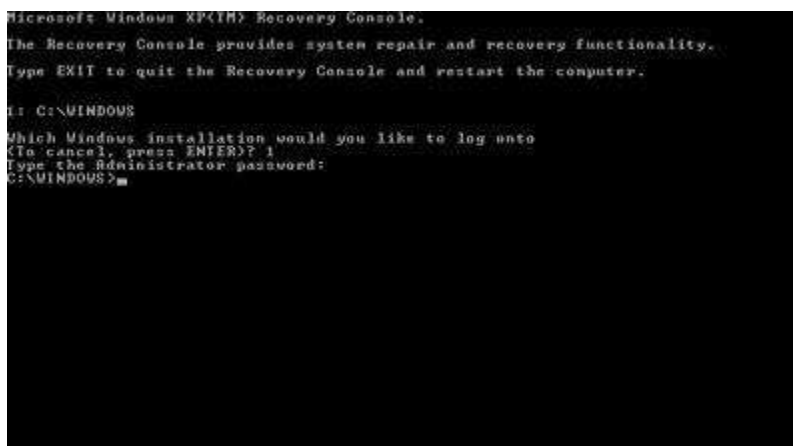 Microsoft Windows XP(TM) Recovery Console.
The Recovery Console provides system repair and recovery functionality.
Type EXIT to quit the Recovery Console and restart the computer.
1: C:\WINDOWS
Which Windows installation would you like to log onto
(To cancel, press ENTER)? 1
Type the Administrator password:
C:\WINDOWS>